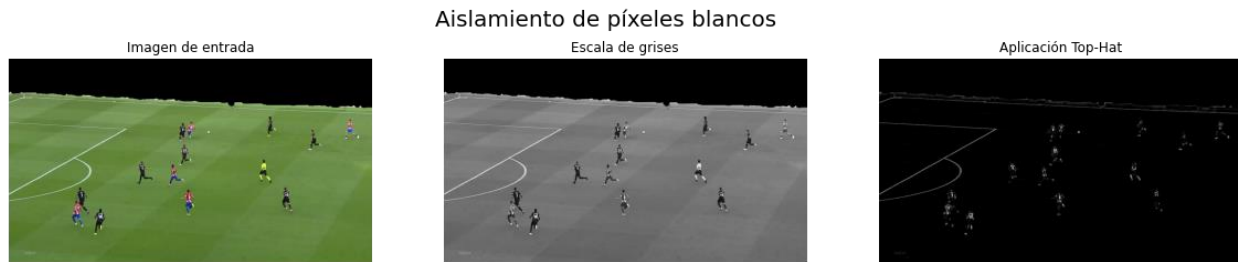 Aislamiento de píxeles blancos
Imagen de entrada
Escala de grises
Aplicación Top-Hat